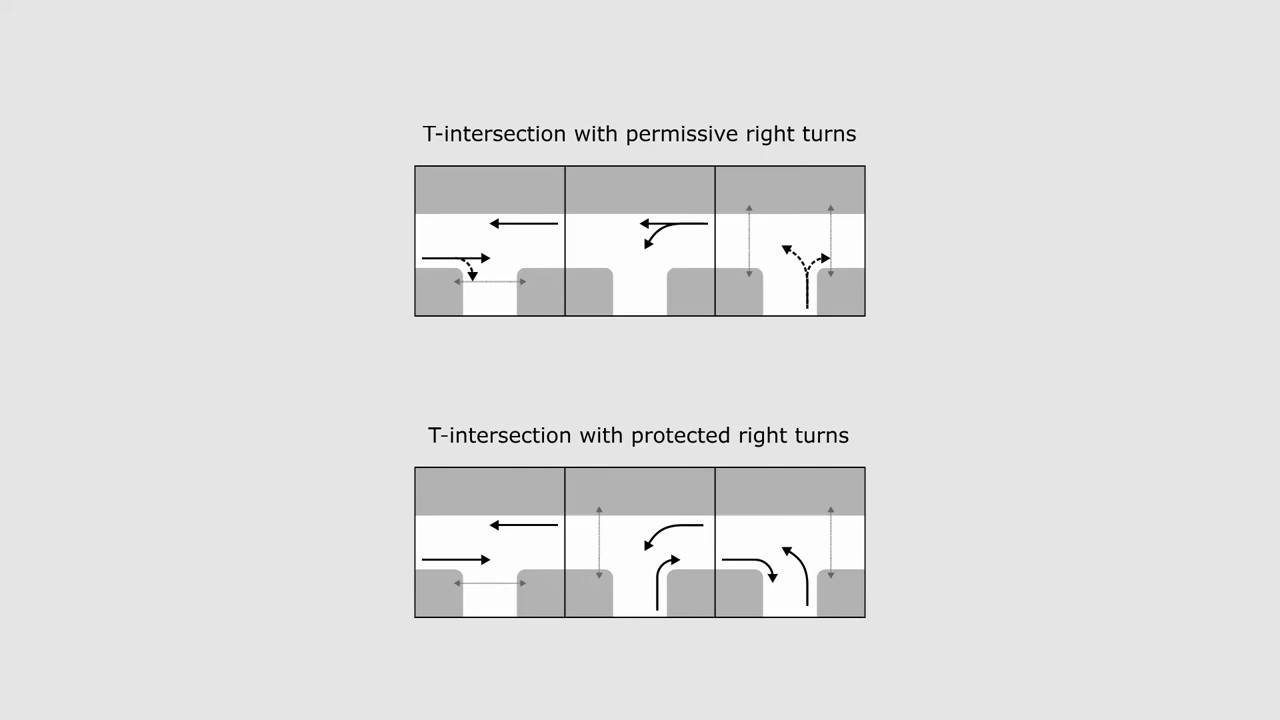 T-intersection with permissive right turns
T-intersection with protected right turns